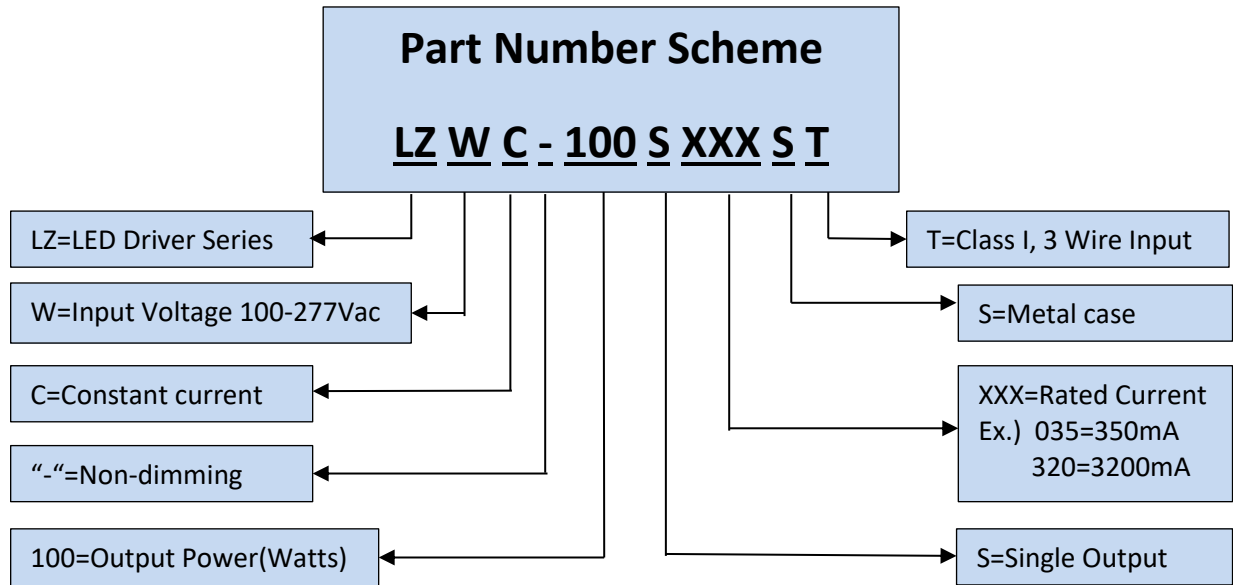 Part Number Scheme
LZ W C - 100 S XXX S T
LZ=LED Driver Series
W=Input Voltage 100-277Vac
C=Constant current
“-“=Non-dimming
100=Output Power(Watts)
T=Class I, 3 Wire Input
S=Metal case
XXX=Rated Current
Ex.) 035=350mA
320=3200mA
S=Single Output